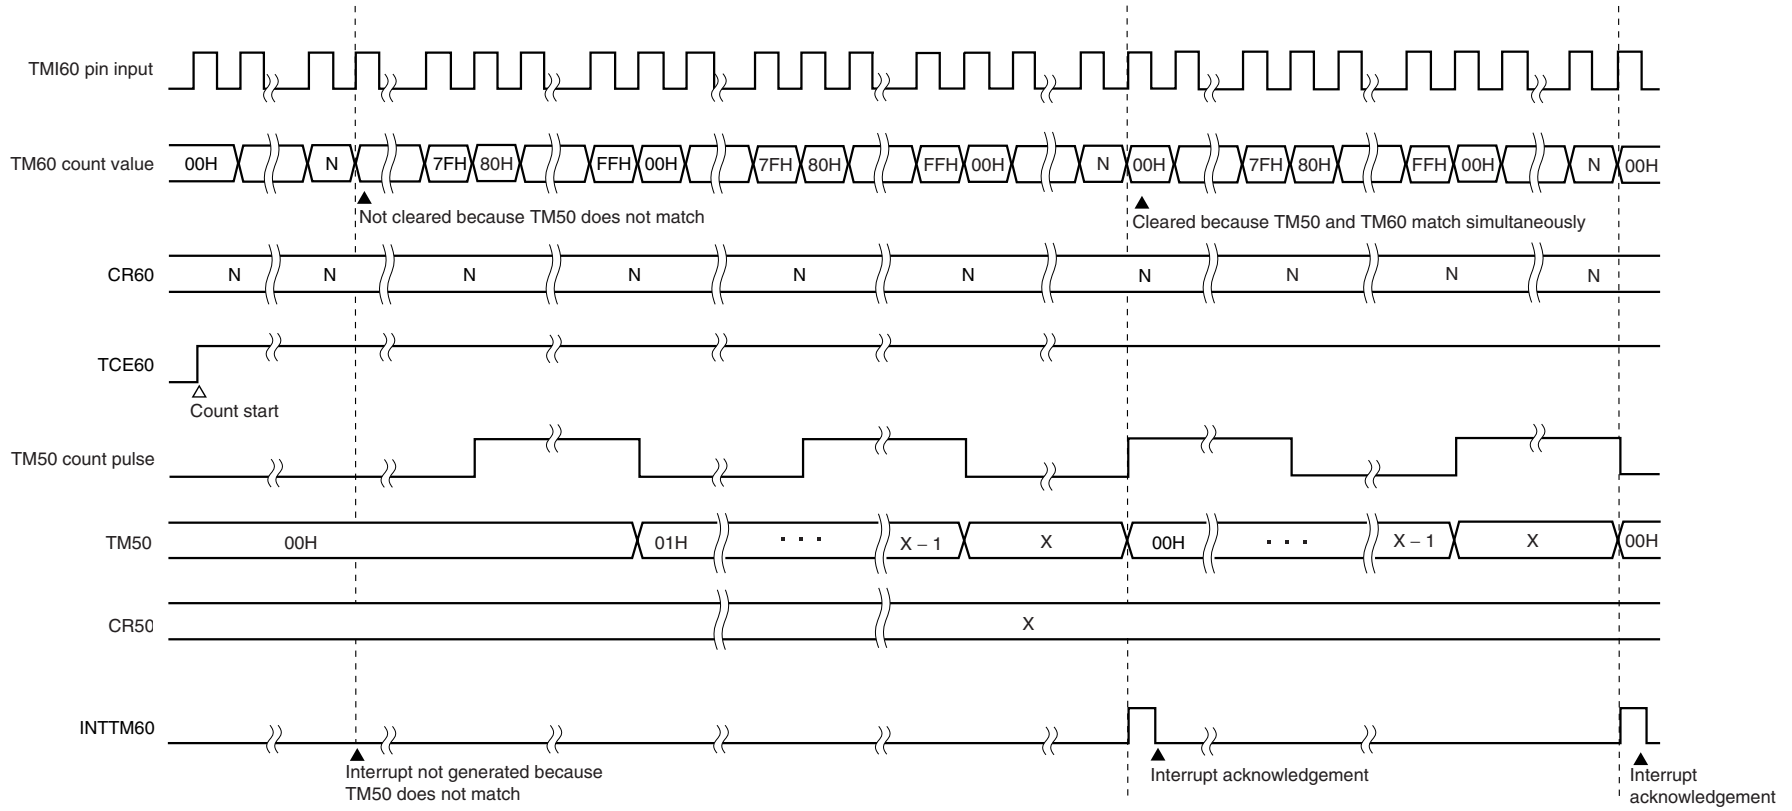 TMI60 pin input
TM60 count value 00H N 7FH 80H FFH 00H 7FH 80H FFH 00H N 00H 7FH 80H FFH 00H N 00H
Not cleared because TM50 does not match
Cleared because TM50 and TM60 match simultaneously
CR60 N N N N N N N N N N
TCE60
Count start
TM50 count pulse
TM50 00H 01H · · · X – 1 X 00H · · · X – 1 X 00H
CR50 X
INTTM60
Interrupt not generated because
TM50 does not match
Interrupt acknowledgement
Interrupt
acknowledgement